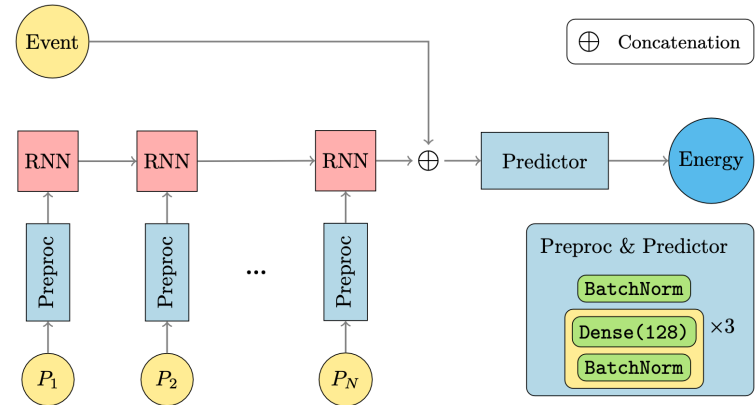 Event
⊕ Concatenation
RNN RNN RNN ⊕ Predictor Energy
Preproc Preproc ... Preproc
P₁ P₂ P_N
Preproc & Predictor
BatchNorm
Dense(128) ×3
BatchNorm